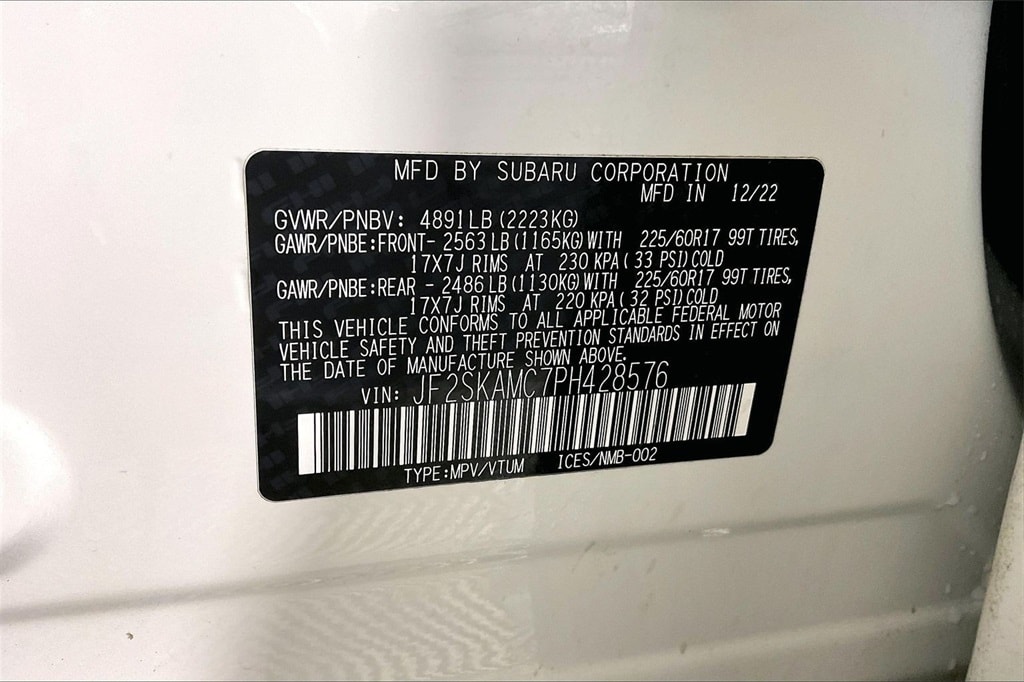 MFD BY SUBARU CORPORATION
MFD IN 12/22
GVWR/PNBV: 4891LB (2223KG)
GAWR/PNBE:FRONT- 2563 LB (1165KG)WITH 225/60R17 99T TIRES,
17X7J RIMS AT 230 KPA( 33 PSI)COLD
GAWR/PNBE:REAR - 2486 LB (1130KG)WITH 225/60R17 99T TIRES,
17X7J RIMS AT 220 KPA( 32 PSI)COLD
THIS VEHICLE CONFORMS TO ALL APPLICABLE FEDERAL MOTOR
VEHICLE SAFETY AND THEFT PREVENTION STANDARDS IN EFFECT ON
THE DATE OF MANUFACTURE SHOWN ABOVE.
VIN: JF2SKAMC7PH428576
TYPE:MPV/VTUM ICES/NMB-002